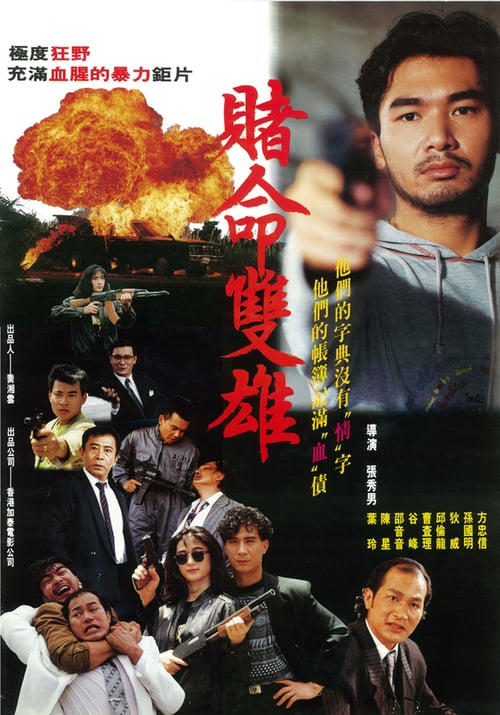 極度狂野
充滿血腥的暴力鉅片
賭命雙雄
他們的字典沒有〝情〞字
他們的帳簿記滿〝血〞債
導演 張秀男
方忠信
孫國明
狄威
邱倫龍
曹查理
谷峰
邵音音
陳星
葉玲
出品人—喬湘雲
出品公司—香港加泰電影公司